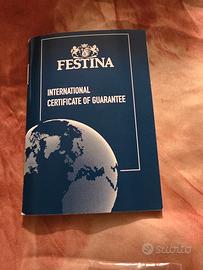 FESTINA
INTERNATIONAL
CERTIFICATE OF GUARANTEE
subito